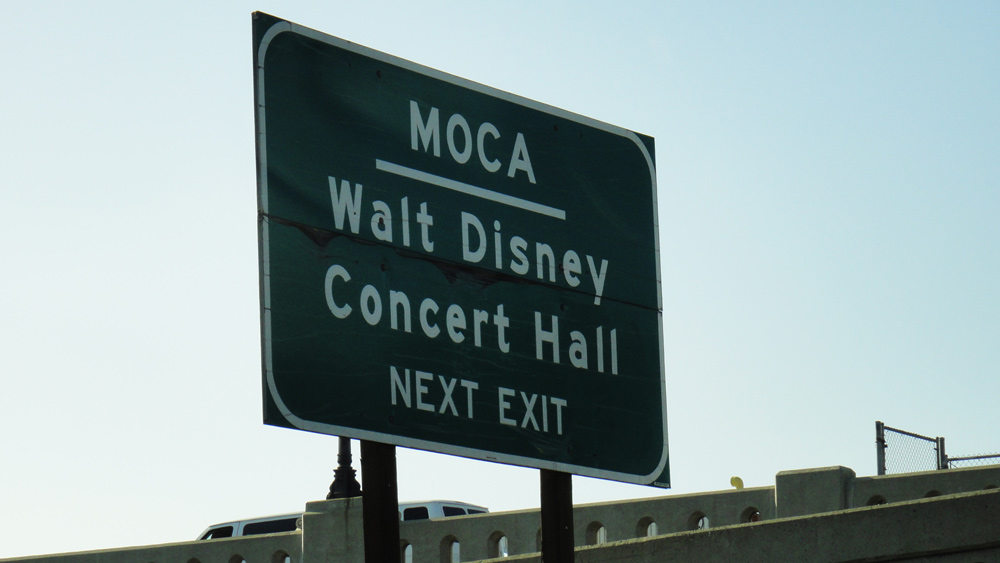 MOCA
Walt Disney
Concert Hall
NEXT EXIT